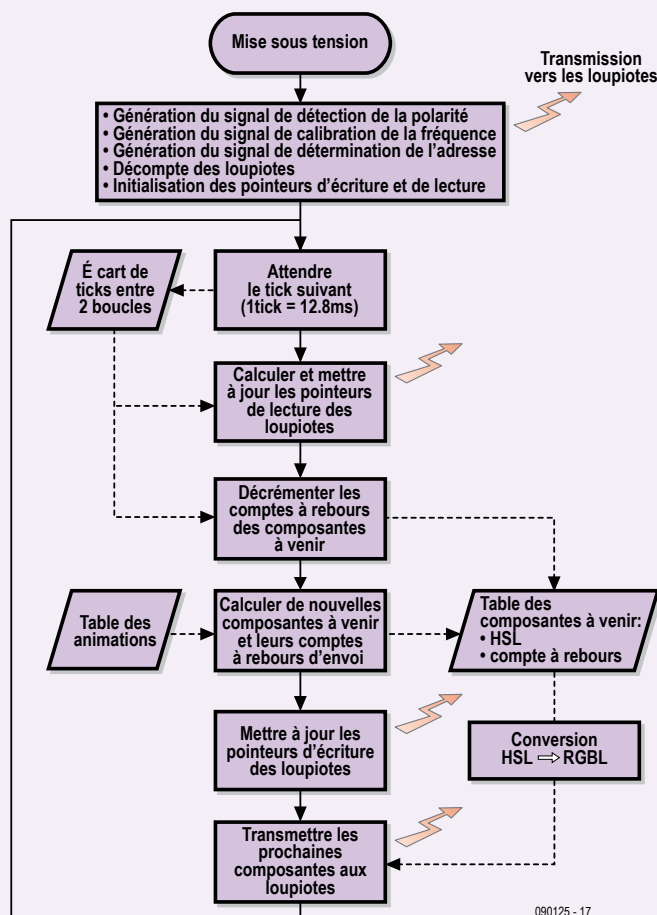 Mise sous tension
Transmission
vers les loupiotes
• Génération du signal de détection de la polarité
• Génération du signal de calibration de la fréquence
• Génération du signal de détermination de l'adresse
• Décompte des loupiotes
• Initialisation des pointeurs d'écriture et de lecture
É cart de
ticks entre
2 boucles
Attendre
le tick suivant
(1tick = 12.8ms)
Calculer et mettre
à jour les pointeurs
de lecture des
loupiotes
Décrémenter les
comptes à rebours
des composantes
à venir
Table des
animations
Calculer de nouvelles
composantes à venir
et leurs comptes
à rebours d'envoi
Table des
composantes à venir:
• HSL
• compte à rebours
Mettre à jour les
pointeurs d'écriture
des loupiotes
Conversion
HSL ⇨ RGBL
Transmettre les
prochaines
composantes aux
loupiotes
090125 - 17